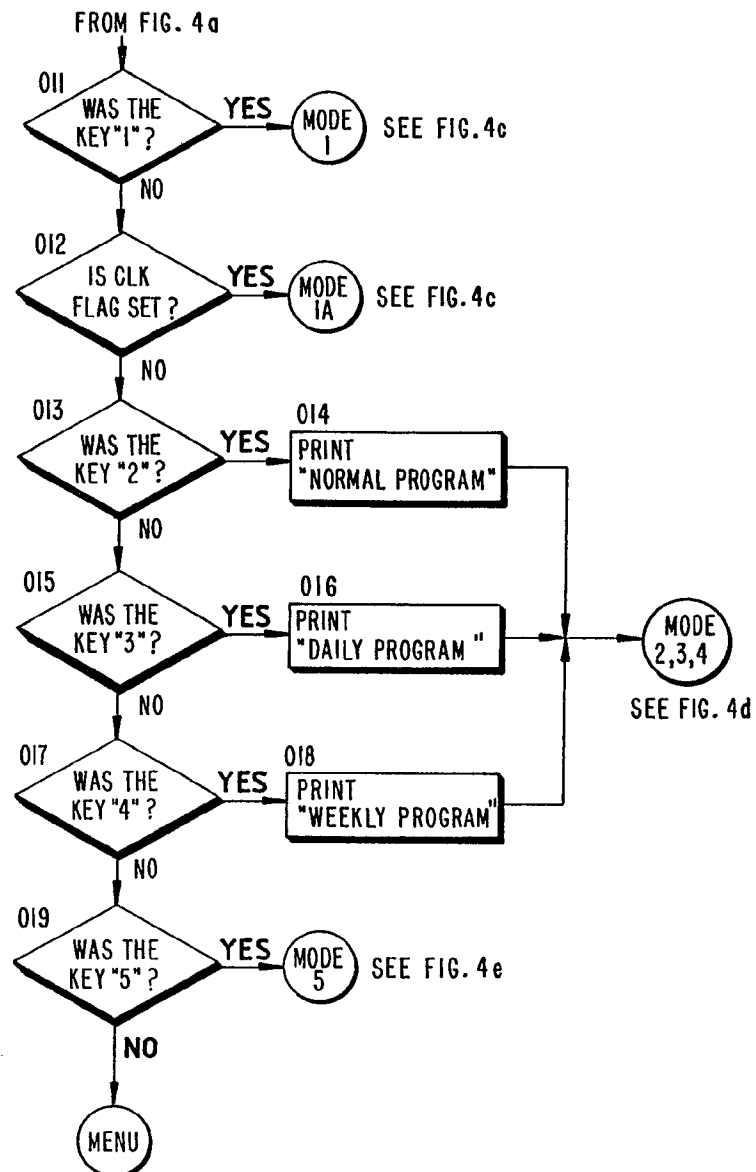 FROM FIG. 4a
011
WAS THE
KEY "1" ?
YES
MODE
1
SEE FIG. 4c
NO
012
IS CLK
FLAG SET ?
YES
MODE
1A
SEE FIG. 4c
NO
013
WAS THE
KEY "2" ?
YES
014
PRINT
"NORMAL PROGRAM"
NO
015
WAS THE
KEY "3" ?
YES
016
PRINT
"DAILY PROGRAM "
MODE
2,3,4
SEE FIG. 4d
NO
017
WAS THE
KEY "4" ?
YES
018
PRINT
"WEEKLY PROGRAM"
NO
019
WAS THE
KEY "5" ?
YES
MODE
5
SEE FIG. 4e
NO
MENU